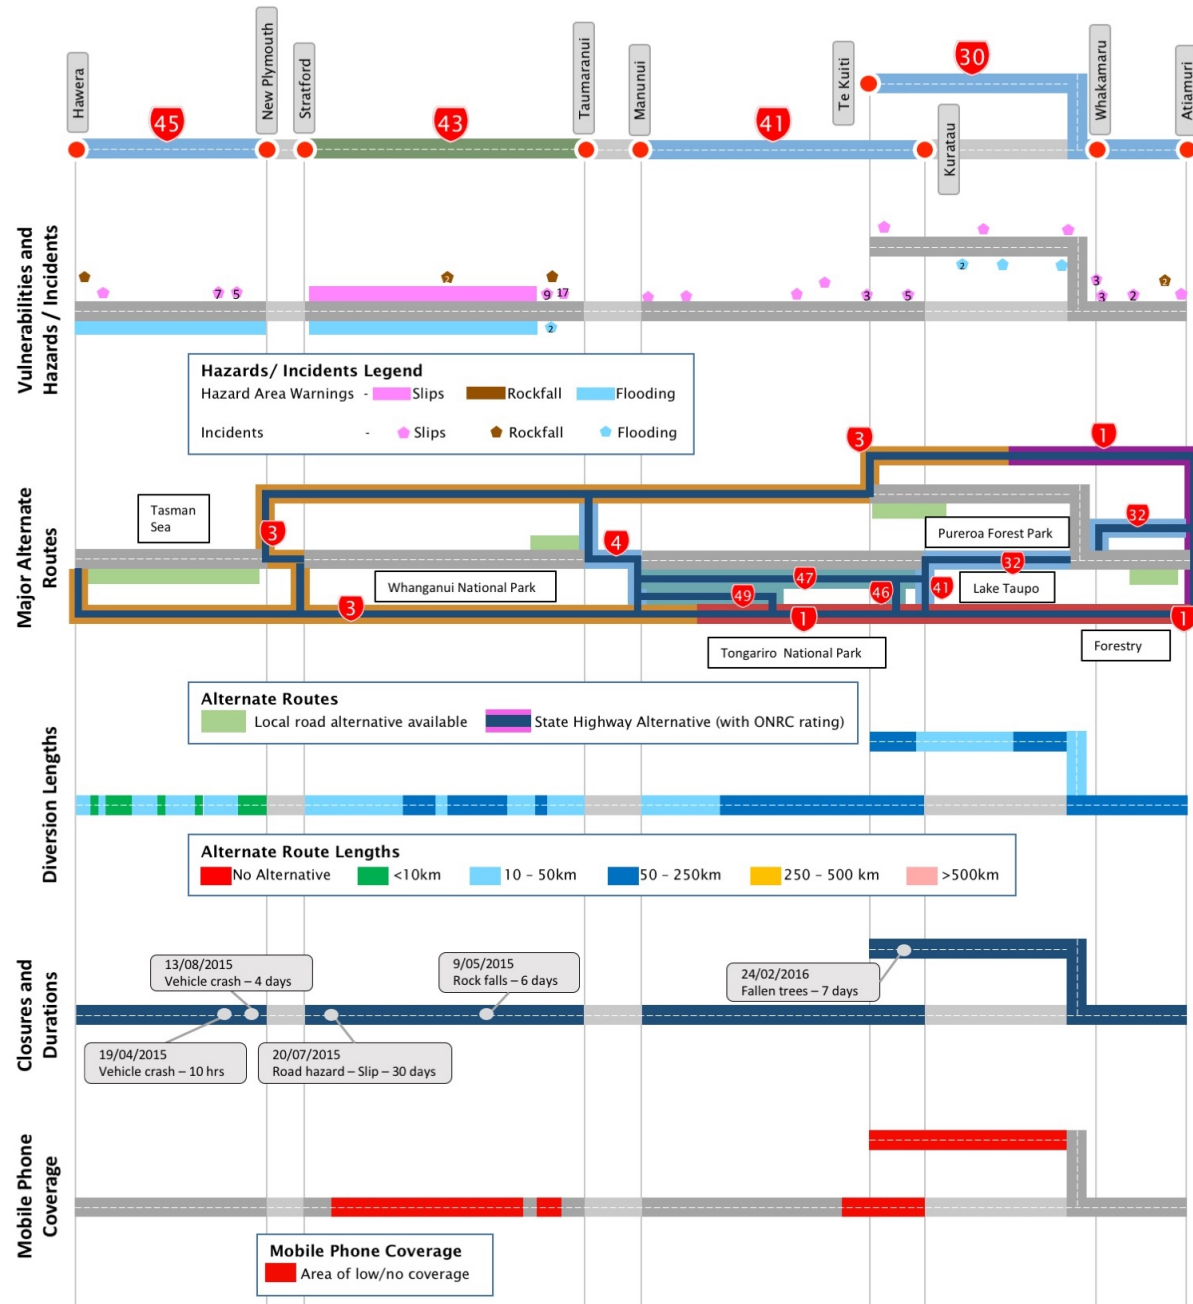 Hawera
New Plymouth
Stratford
Taumaranui
Manunui
Te Kuiti
Kuratau
Whakamaru
Atiamuri
45
43
41
30
Vulnerabilities and
Hazards / Incidents
7
5
2
9
17
2
3
5
2
3
3
2
2
Hazards/ Incidents Legend
Hazard Area Warnings - Slips Rockfall Flooding
Incidents - Slips Rockfall Flooding
Major Alternate
Routes
Tasman
Sea
3
3
1
4
32
Pureroa Forest Park
32
Whanganui National Park
47
49
46
41
Lake Taupo
3
1
1
Tongariro National Park
Forestry
Alternate Routes
Local road alternative available State Highway Alternative (with ONRC rating)
Diversion Lengths
Alternate Route Lengths
No Alternative <10km 10 – 50km 50 – 250km 250 – 500 km >500km
Closures and
Durations
13/08/2015
Vehicle crash – 4 days
9/05/2015
Rock falls – 6 days
24/02/2016
Fallen trees – 7 days
19/04/2015
Vehicle crash – 10 hrs
20/07/2015
Road hazard – Slip – 30 days
Mobile Phone
Coverage
Mobile Phone Coverage
Area of low/no coverage